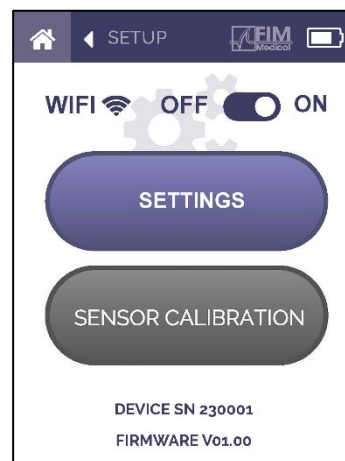 SETUP
FIM
Medical
WIFI OFF ON
SETTINGS
SENSOR CALIBRATION
DEVICE SN 230001
FIRMWARE V01.00